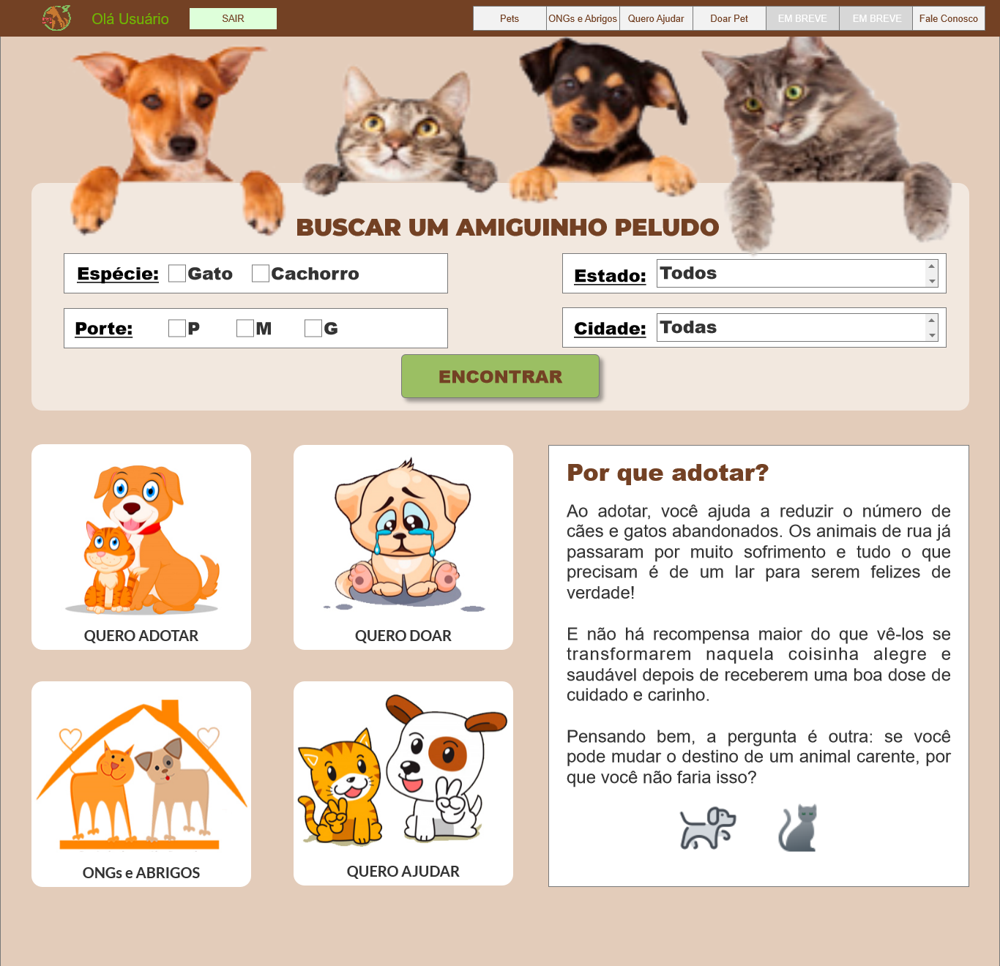 Olá Usuário
SAIR
Pets
ONGs e Abrigos
Quero Ajudar
Doar Pet
EM BREVE
EM BREVE
Fale Conosco
BUSCAR UM AMIGUINHO PELUDO
Espécie: Gato Cachorro
Estado: Todos
Porte: P M G
Cidade: Todas
ENCONTRAR
QUERO ADOTAR
QUERO DOAR
ONGs e ABRIGOS
QUERO AJUDAR
Por que adotar?
Ao adotar, você ajuda a reduzir o número de
cães e gatos abandonados. Os animais de rua já
passaram por muito sofrimento e tudo o que
precisam é de um lar para serem felizes de
verdade!
E não há recompensa maior do que vê-los se
transformarem naquela coisinha alegre e
saudável depois de receberem uma boa dose de
cuidado e carinho.
Pensando bem, a pergunta é outra: se você
pode mudar o destino de um animal carente, por
que você não faria isso?